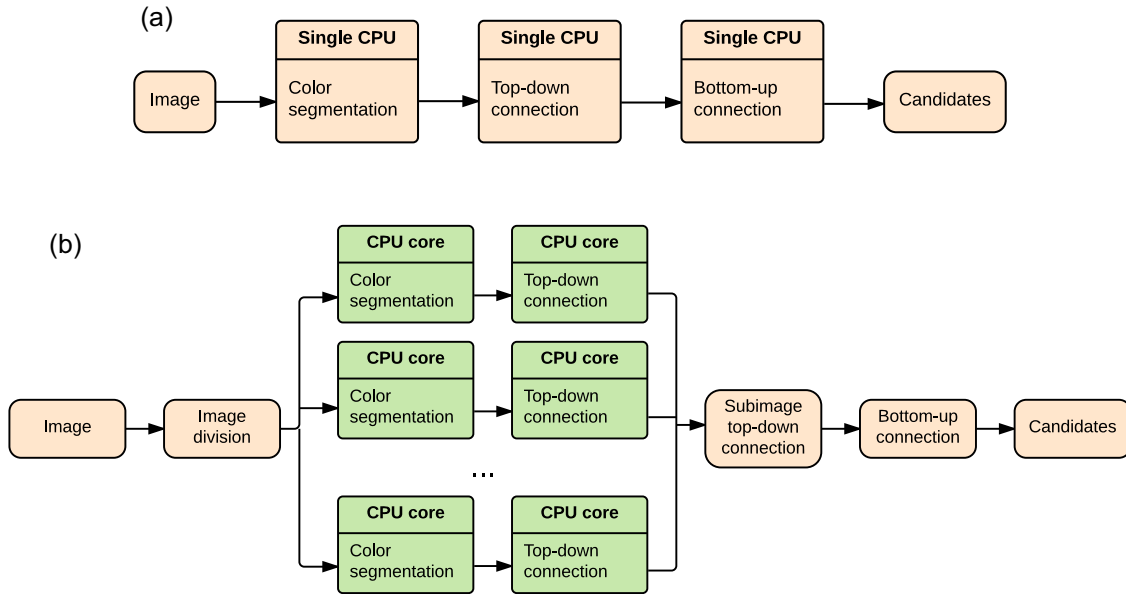 (a)
Single CPU
Single CPU
Single CPU
Image
Color
segmentation
Top-down
connection
Bottom-up
connection
Candidates
(b)
CPU core
CPU core
Color
segmentation
Top-down
connection
CPU core
CPU core
Color
segmentation
Top-down
connection
Image
Image
division
Subimage
top-down
connection
Bottom-up
connection
Candidates
...
CPU core
CPU core
Color
segmentation
Top-down
connection